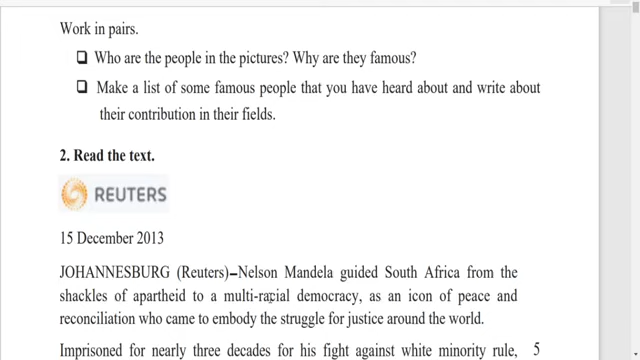 Work in pairs.
❑ Who are the people in the pictures? Why are they famous?
❑ Make a list of some famous people that you have heard about and write about
their contribution in their fields.
2. Read the text.
REUTERS
15 December 2013
JOHANNESBURG (Reuters)–Nelson Mandela guided South Africa from the
shackles of apartheid to a multi-racial democracy, as an icon of peace and
reconciliation who came to embody the struggle for justice around the world.
Imprisoned for nearly three decades for his fight against white minority rule, 5